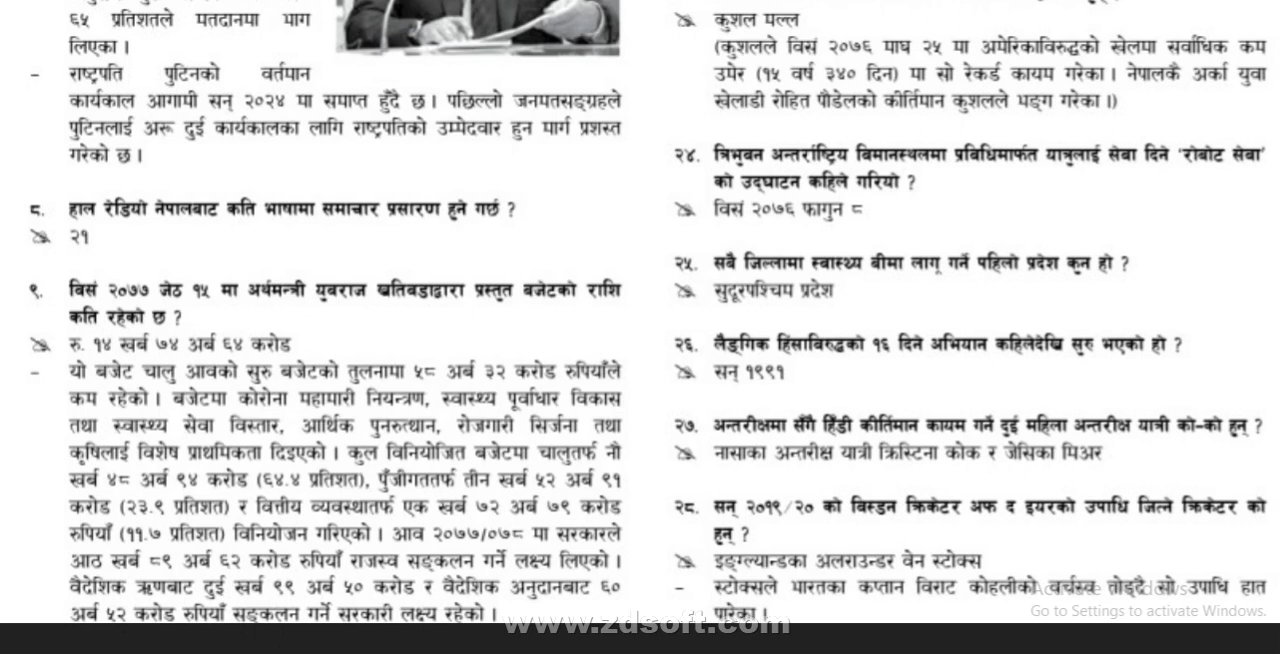 ६५ प्रतिशतले मतदानमा भाग
लिएका ।
– राष्ट्रपति पुटिनको वर्तमान
कार्यकाल आगामी सन् २०२४ मा समाप्त हुँदै छ । पछिल्लो जनमतसङ्ग्रहले
पुटिनलाई अरू दुई कार्यकालका लागि राष्ट्रपतिको उम्मेदवार हुन मार्ग प्रशस्त
गरेको छ ।
८. हाल रेडियो नेपालबाट कति भाषामा समाचार प्रसारण हुने गर्छ ?
२१
९. विसं २०७७ जेठ १५ मा अर्थमन्त्री युवराज खतिवडाद्वारा प्रस्तुत बजेटको राशि
कति रहेको छ ?
रु. १४ खर्ब ७४ अर्ब ६४ करोड
– यो बजेट चालु आवको सुरु बजेटको तुलनामा ५८ अर्ब ३२ करोड रुपियाँले
कम रहेको । बजेटमा कोरोना महामारी नियन्त्रण, स्वास्थ्य पूर्वाधार विकास
तथा स्वास्थ्य सेवा विस्तार, आर्थिक पुनरुत्थान, रोजगारी सिर्जना तथा
कृषिलाई विशेष प्राथमिकता दिइएको । कुल विनियोजित बजेटमा चालुतर्फ नौ
खर्ब ४८ अर्ब ९४ करोड (६४.४ प्रतिशत), पुँजीगततर्फ तीन खर्ब ५२ अर्ब ९१
करोड (२३.९ प्रतिशत) र वित्तीय व्यवस्थातर्फ एक खर्ब ७२ अर्ब ७९ करोड
रुपियाँ (११.७ प्रतिशत) विनियोजन गरिएको । आव २०७७/०७८ मा सरकारले
आठ खर्ब ८९ अर्ब ६२ करोड रुपियाँ राजस्व सङ्कलन गर्ने लक्ष्य लिएको ।
वैदेशिक ऋणबाट दुई खर्ब ९९ अर्ब ५० करोड र वैदेशिक अनुदानबाट ६०
अर्ब ५२ करोड रुपियाँ सङ्कलन गर्ने सरकारी लक्ष्य रहेको ।
कुशल मल्ल
(कुशलले विसं २०७६ माघ २५ मा अमेरिकाविरुद्धको खेलमा सर्वाधिक कम
उमेर (१५ वर्ष ३४० दिन) मा सो रेकर्ड कायम गरेका । नेपालकै अर्का युवा
खेलाडी रोहित पौडेलको कीर्तिमान कुशलले भङ्ग गरेका ।)
२४. त्रिभुवन अन्तर्राष्ट्रिय विमानस्थलमा प्रविधिमार्फत यात्रुलाई सेवा दिने ‘रोबोट सेवा’
को उद्घाटन कहिले गरियो ?
विसं २०७६ फागुन ८
२५. सबै जिल्लामा स्वास्थ्य बीमा लागू गर्ने पहिलो प्रदेश कुन हो ?
सुदूरपश्चिम प्रदेश
२६. लैङ्गिक हिंसाविरुद्धको १६ दिने अभियान कहिलेदेखि सुरु भएको हो ?
सन् १९९१
२७. अन्तरीक्षमा सँगै हिँडी कीर्तिमान कायम गर्ने दुई महिला अन्तरीक्ष यात्री को-को हुन् ?
नासाका अन्तरीक्ष यात्री क्रिस्टिना कोक र जेसिका मिअर
२८. सन् २०१९/२० को विस्डन क्रिकेटर अफ द इयरको उपाधि जित्ने क्रिकेटर को
हुन् ?
इङ्ग्ल्यान्डका अलराउन्डर वेन स्टोक्स
– स्टोक्सले भारतका कप्तान विराट कोहलीको वर्चस्व तोड्दै सो उपाधि हात
पारेका ।
Activate Windows
Go to Settings to activate Windows.
www.zdsoft.com